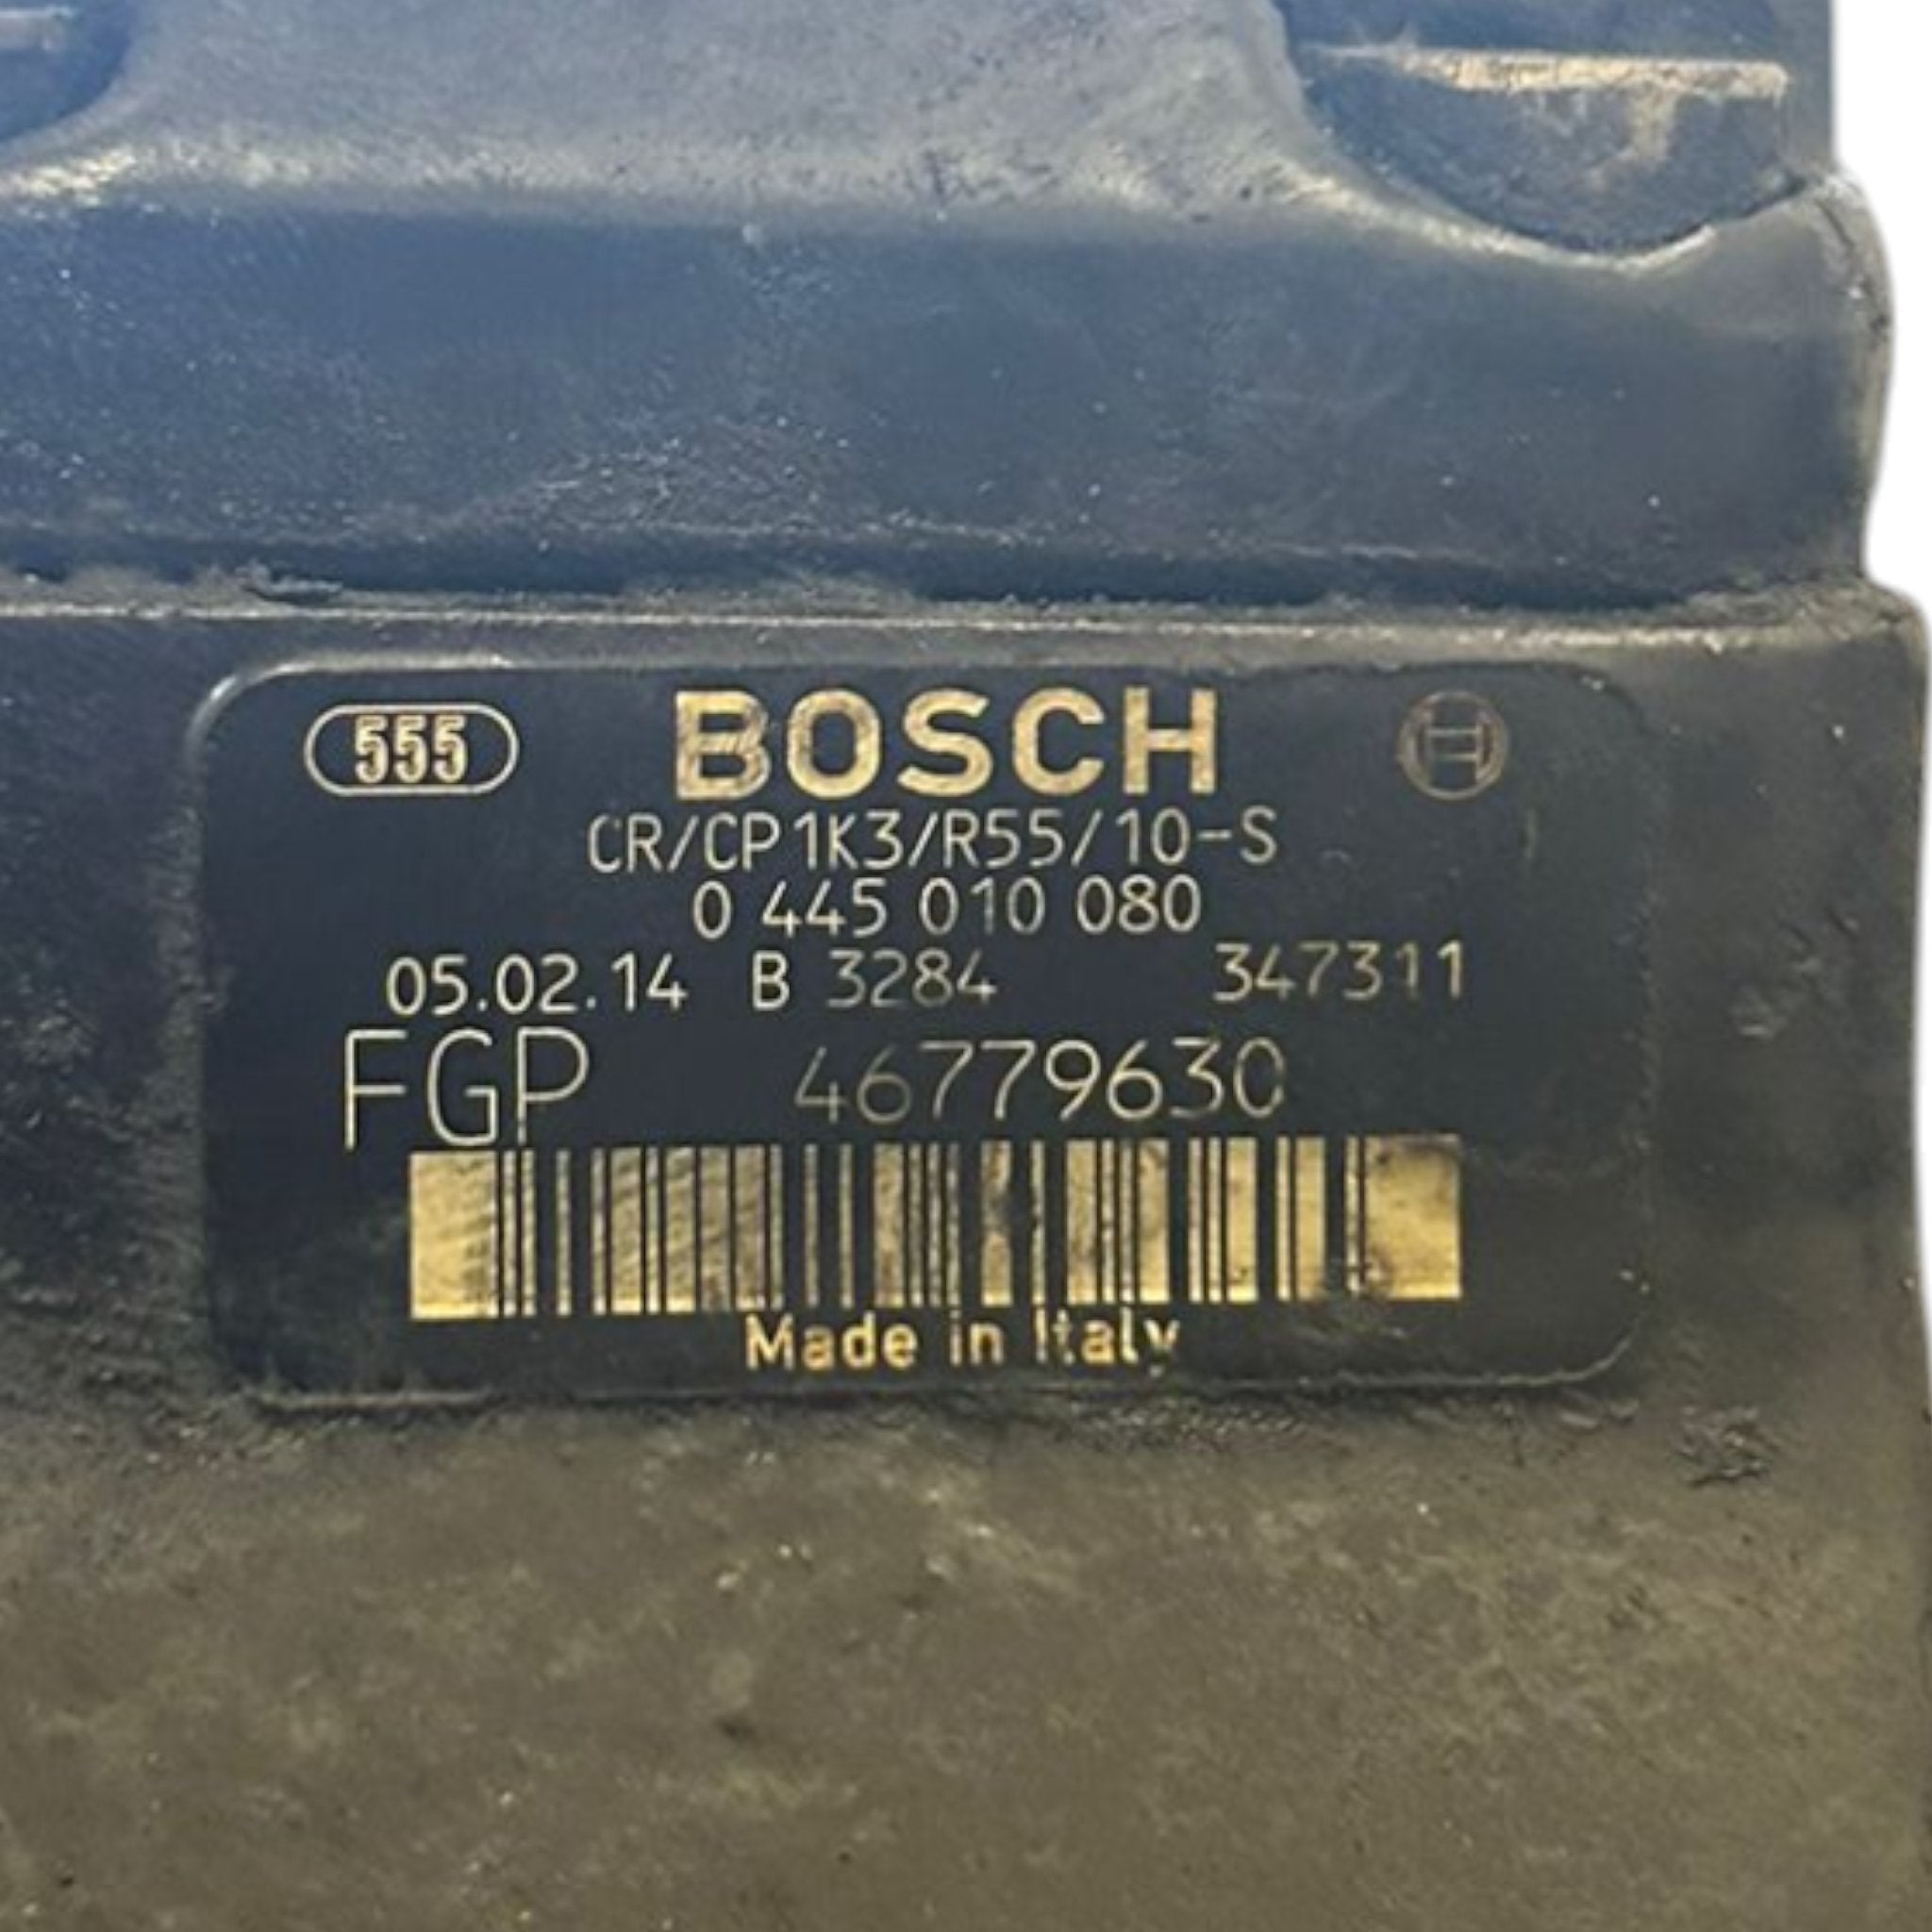 555 BOSCH
CR/CP1K3/R55/10-S
0 445 010 080
05.02.14 B 3284 347311
FGP 46779630
Made in Italy